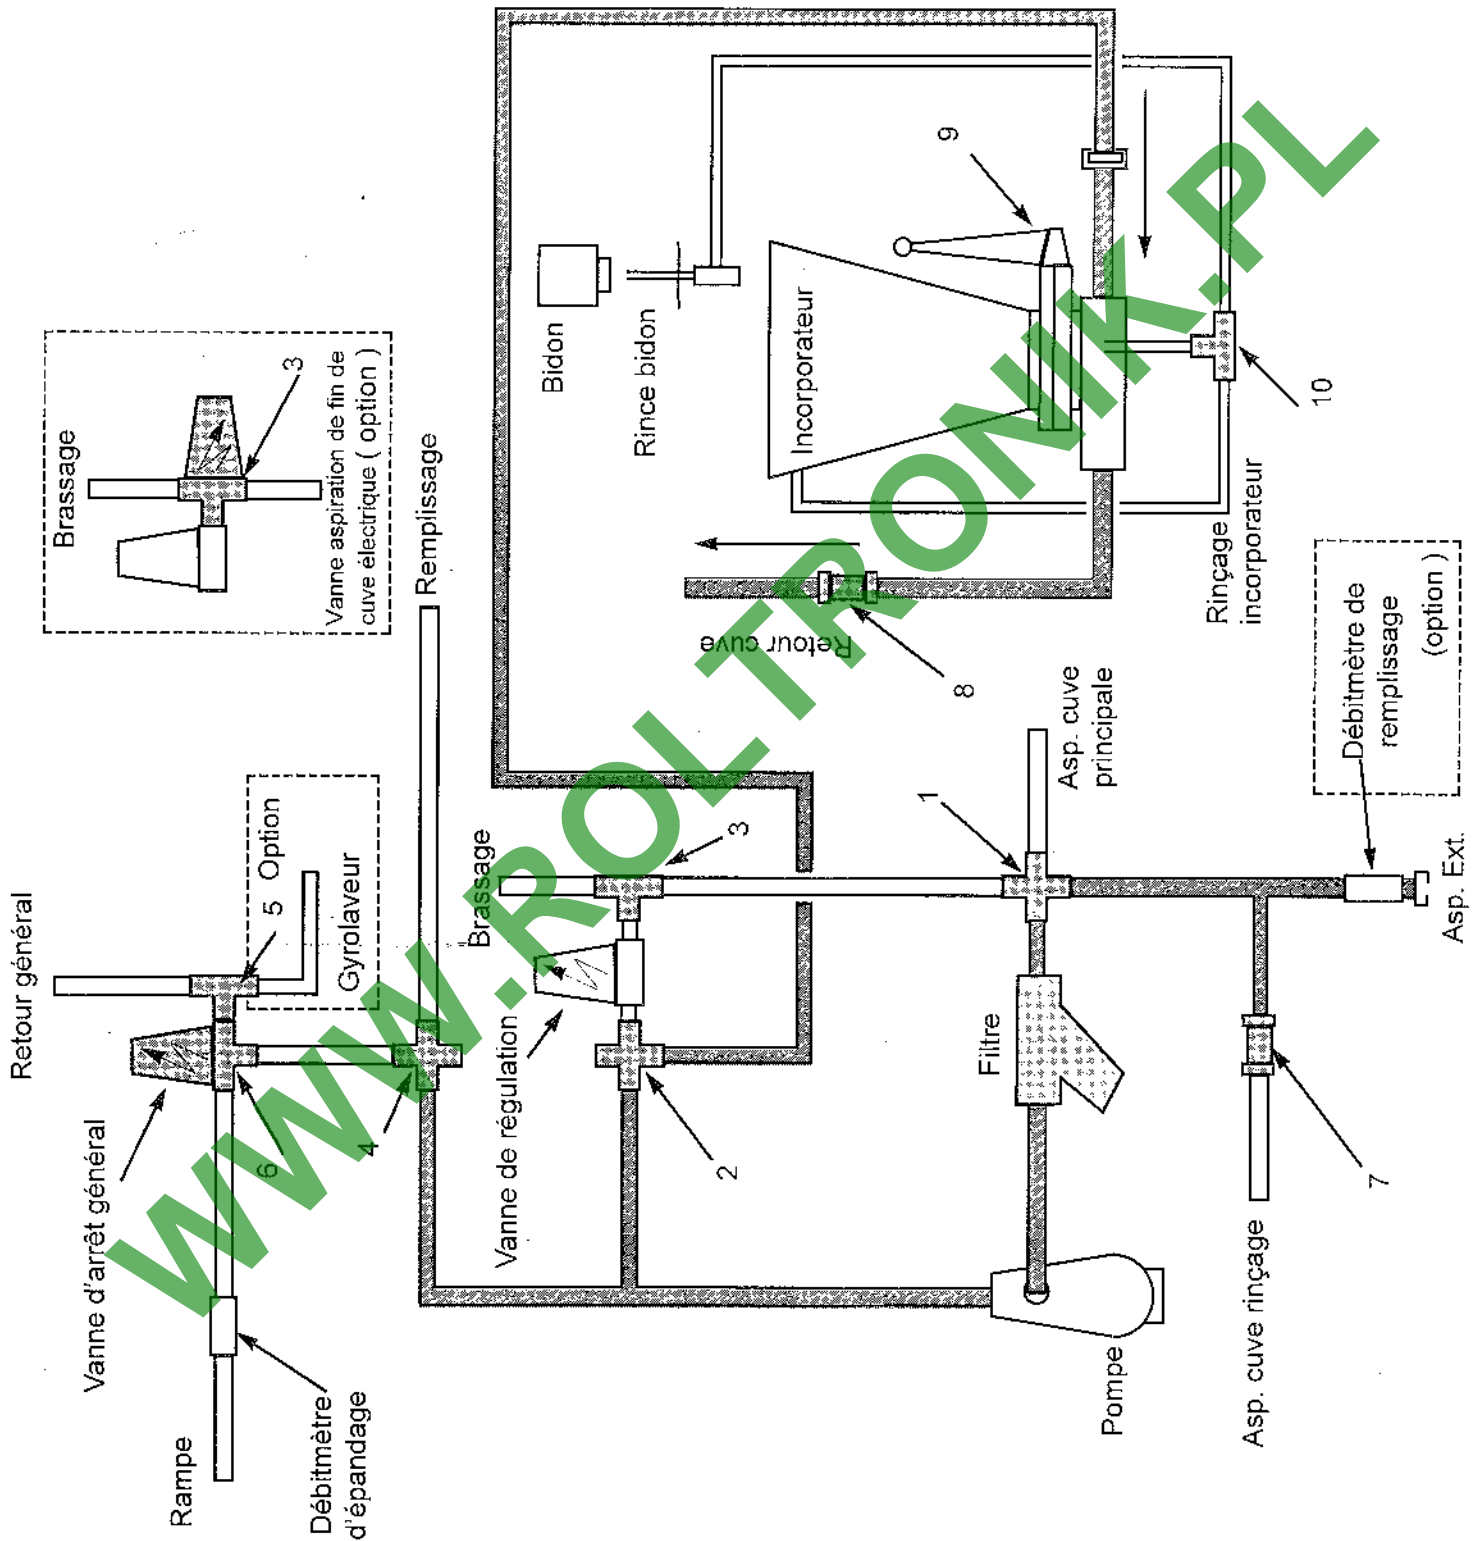 Retour général
Vanne d'arrêt général
Rampe
Débitmètre
d'épandage
6
4
5 Option
Gyrolaveur
Brassage
3
Vanne aspiration de fin de
cuve électrique ( option )
Remplissage
Brassage
3
Vanne de régulation
2
Filtre
Pompe
1
Asp. cuve
principale
Asp. cuve rinçage
7
Asp. Ext.
Débitmètre de
remplissage
(option)
Bidon
Rince bidon
Incorporateur
9
Retour cuve
8
Rinçage
incorporateur
10
WWW.ROLTRONIK.PL